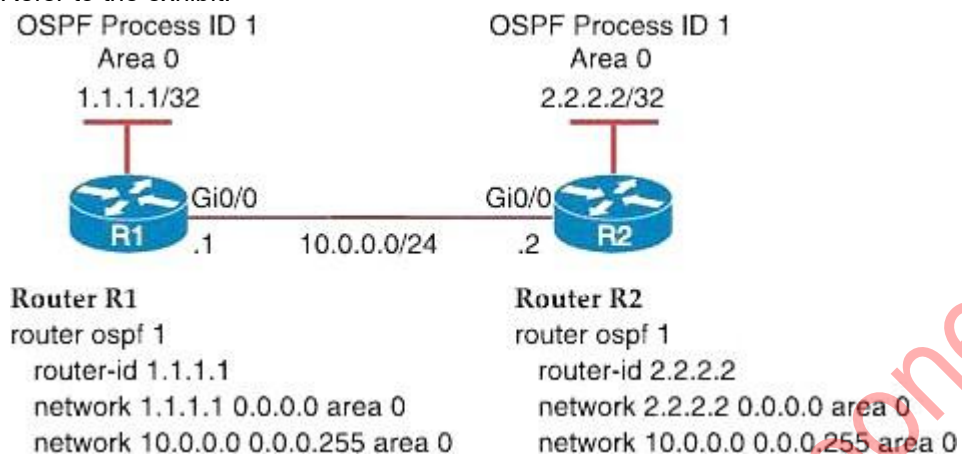 OSPF Process ID 1
Area 0
1.1.1.1/32
OSPF Process ID 1
Area 0
2.2.2.2/32
Gi0/0
Gi0/0
R1
.1
10.0.0.0/24
.2
R2
Router R1
router ospf 1
router-id 1.1.1.1
network 1.1.1.1 0.0.0.0 area 0
network 10.0.0.0 0.0.0.255 area 0
Router R2
router ospf 1
router-id 2.2.2.2
network 2.2.2.2 0.0.0.0 area 0
network 10.0.0.0 0.0.0.255 area 0